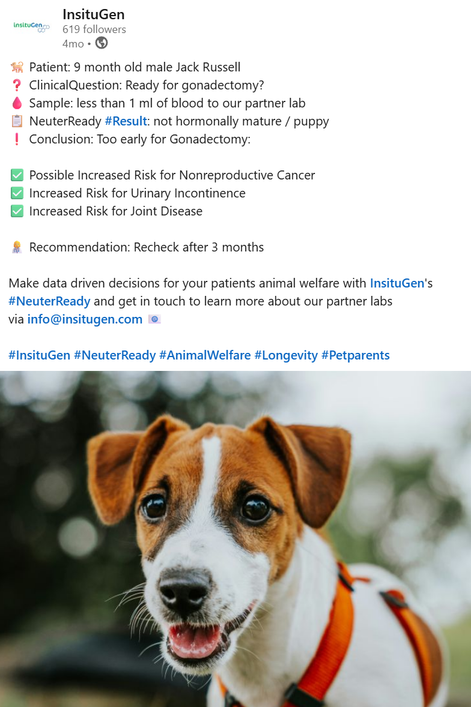 InsituGen
InsituGen
619 followers
4mo •
Patient: 9 month old male Jack Russell
ClinicalQuestion: Ready for gonadectomy?
Sample: less than 1 ml of blood to our partner lab
NeuterReady #Result: not hormonally mature / puppy
Conclusion: Too early for Gonadectomy:
Possible Increased Risk for Nonreproductive Cancer
Increased Risk for Urinary Incontinence
Increased Risk for Joint Disease
Recommendation: Recheck after 3 months
Make data driven decisions for your patients animal welfare with InsituGen's
#NeuterReady and get in touch to learn more about our partner labs
via info@insitugen.com
#InsituGen #NeuterReady #AnimalWelfare #Longevity #Petparents